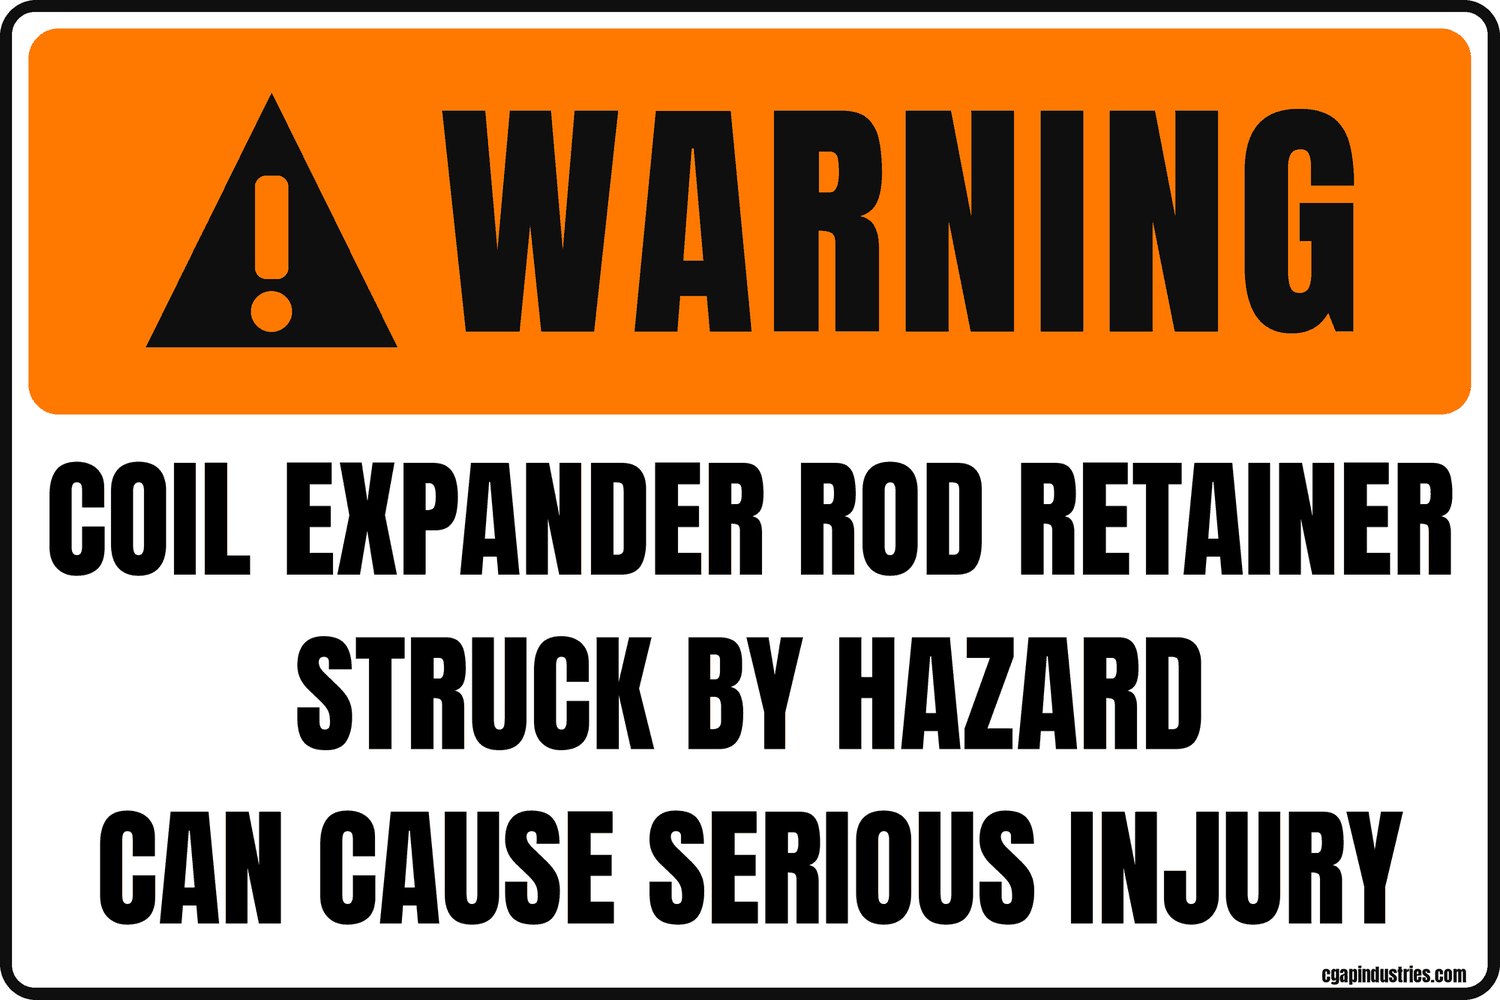 WARNING
COIL EXPANDER ROD RETAINER
STRUCK BY HAZARD
CAN CAUSE SERIOUS INJURY
cgapindustries.com